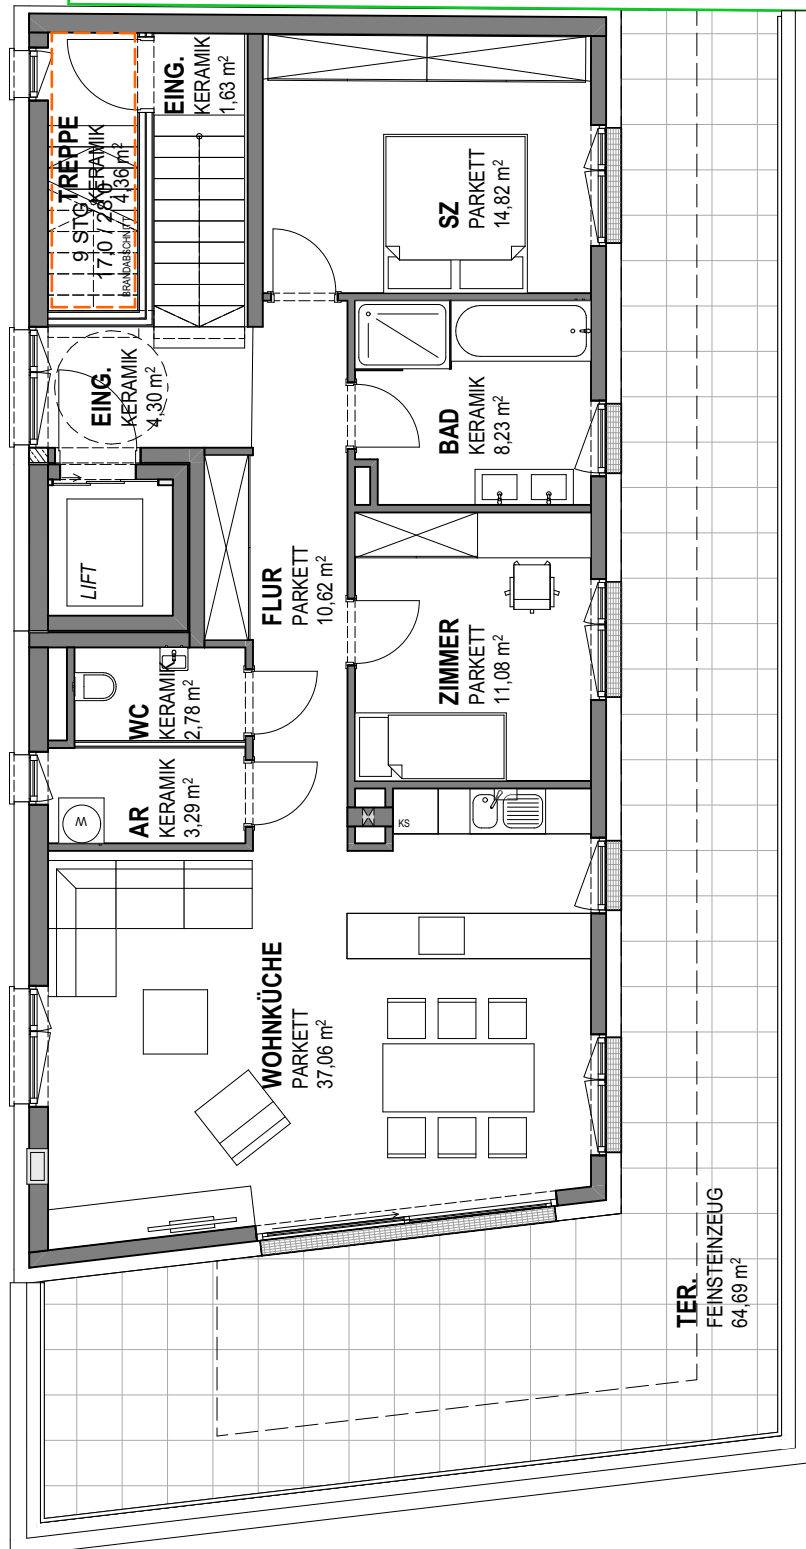 EING.
KERAMIK
1,63 m²
TREPPE
9 STG
KERAMIK
17.0 / 28.0
4,36 m²
BRANDABSCHNITT
SZ
PARKETT
14,82 m²
EING.
KERAMIK
4,30 m²
BAD
KERAMIK
8,23 m²
LIFT
FLUR
PARKETT
10,62 m²
ZIMMER
PARKETT
11,08 m²
WC
KERAMIK
2,78 m²
AR
KERAMIK
3,29 m²
W
KS
WOHNKÜCHE
PARKETT
37,06 m²
TER.
FEINSTEINZEUG
64,69 m²